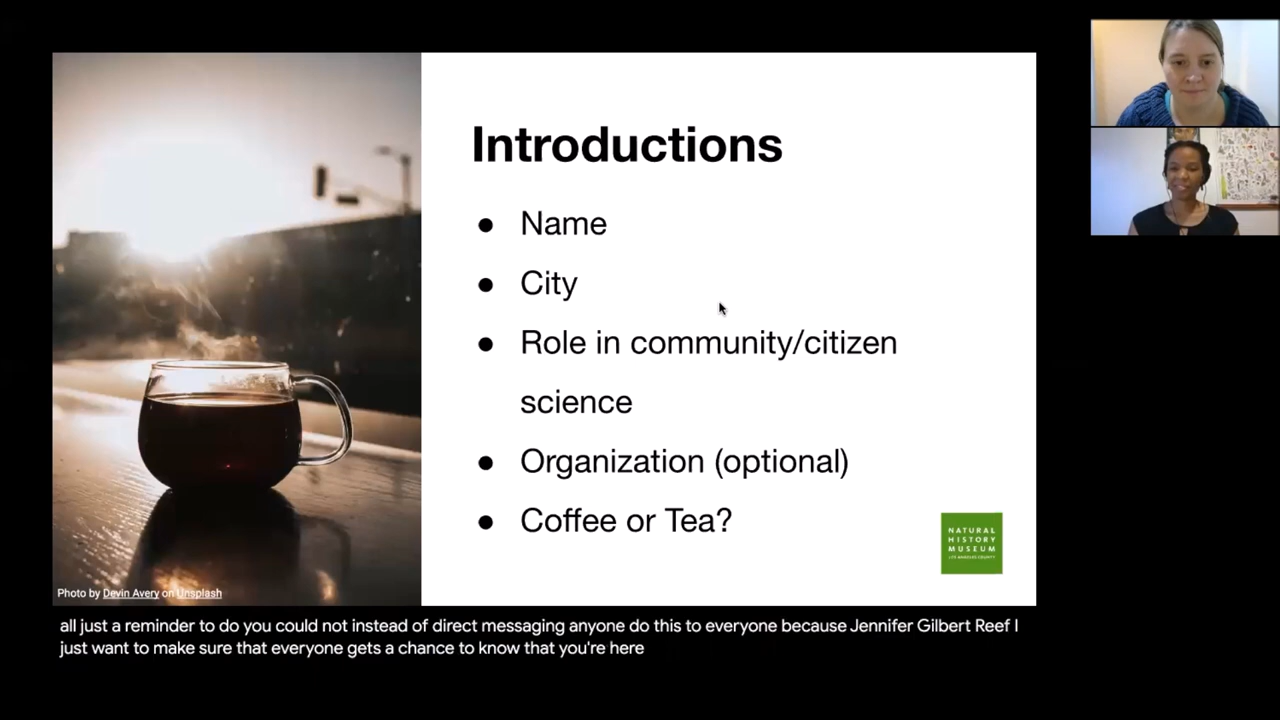 Introductions
● Name
● City
● Role in community/citizen
science
● Organization (optional)
● Coffee or Tea?
NATURAL
HISTORY
MUSEUM
LOS ANGELES COUNTY
Photo by Devin Avery on Unsplash
all just a reminder to do you could not instead of direct messaging anyone do this to everyone because Jennifer Gilbert Reef I
just want to make sure that everyone gets a chance to know that you're here